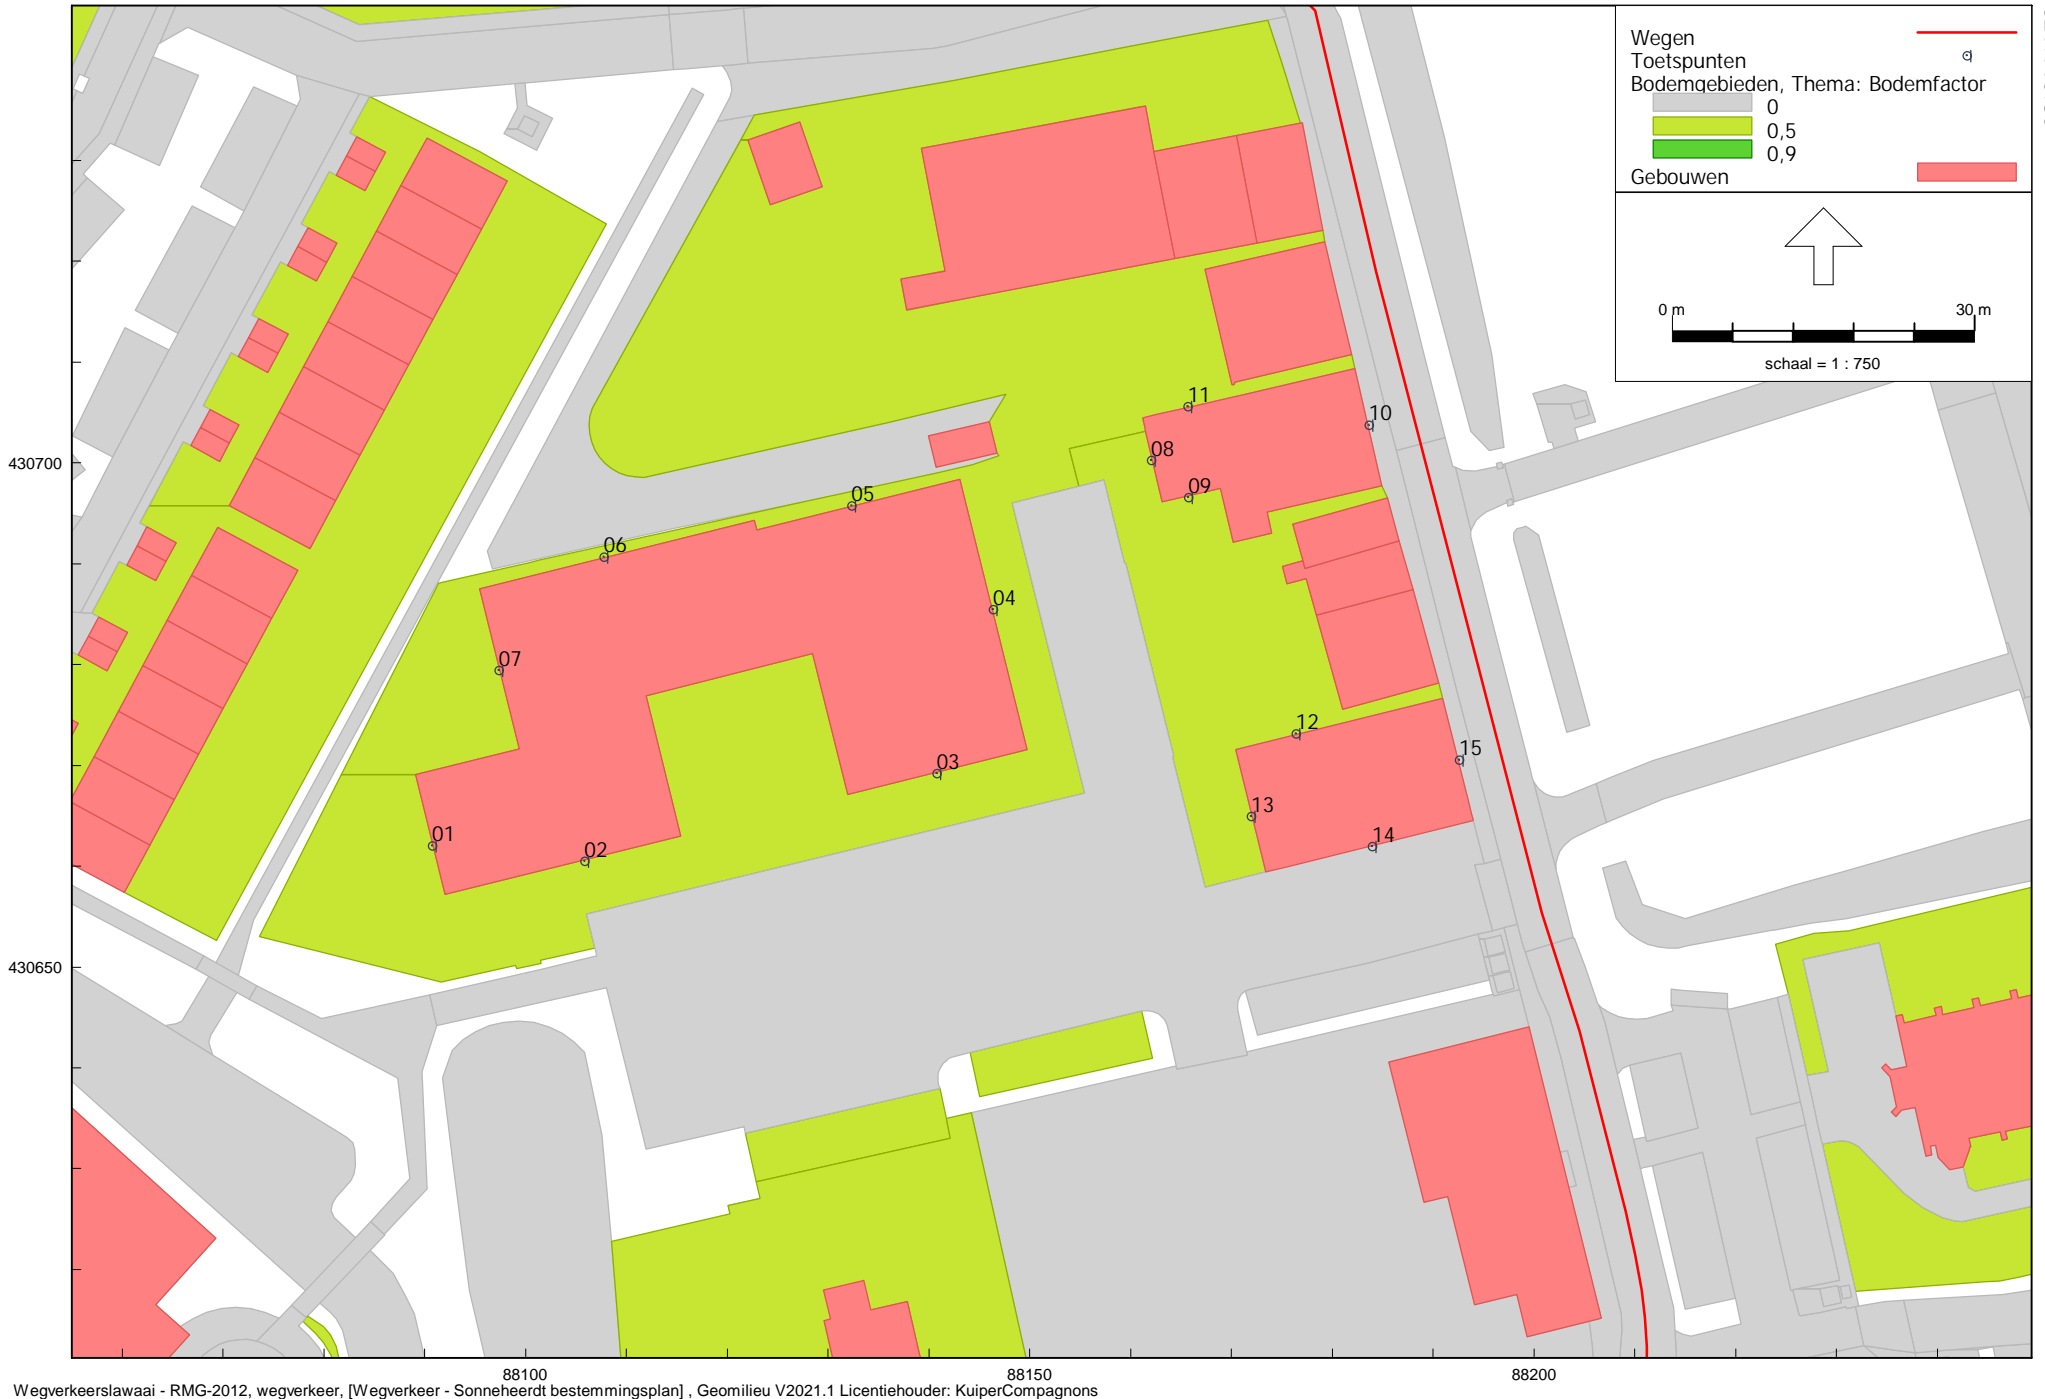 Wegen
Toetspunten
Bodemgebieden, Thema: Bodemfactor
0
0,5
0,9
Gebouwen
0 m 30 m
schaal = 1 : 750
11
10
08
430700
09
05
06
04
07
12
15
03
13
01
14
02
430650
88100 88150 88200
Wegverkeerslawaai - RMG-2012, wegverkeer, [Wegverkeer - Sonneheerdt bestemmingsplan] , Geomilieu V2021.1 Licentiehouder: KuiperCompagnons